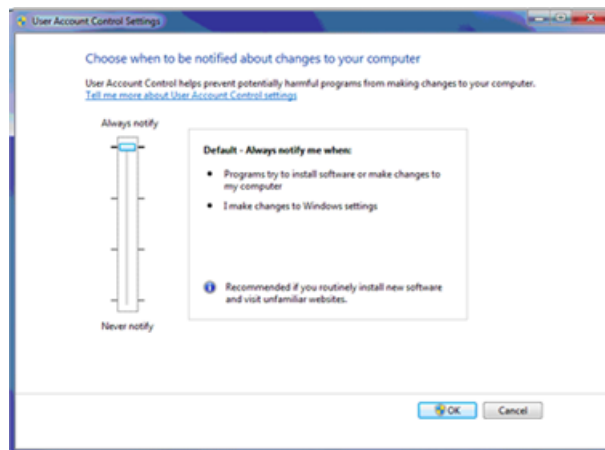 User Account Control Settings
Choose when to be notified about changes to your computer
User Account Control helps prevent potentially harmful programs from making changes to your computer.
Tell me more about User Account Control settings
Always notify
Default - Always notify me when:
• Programs try to install software or make changes to
my computer
• I make changes to Windows settings
Recommended if you routinely install new software
and visit unfamiliar websites.
Never notify
OK
Cancel